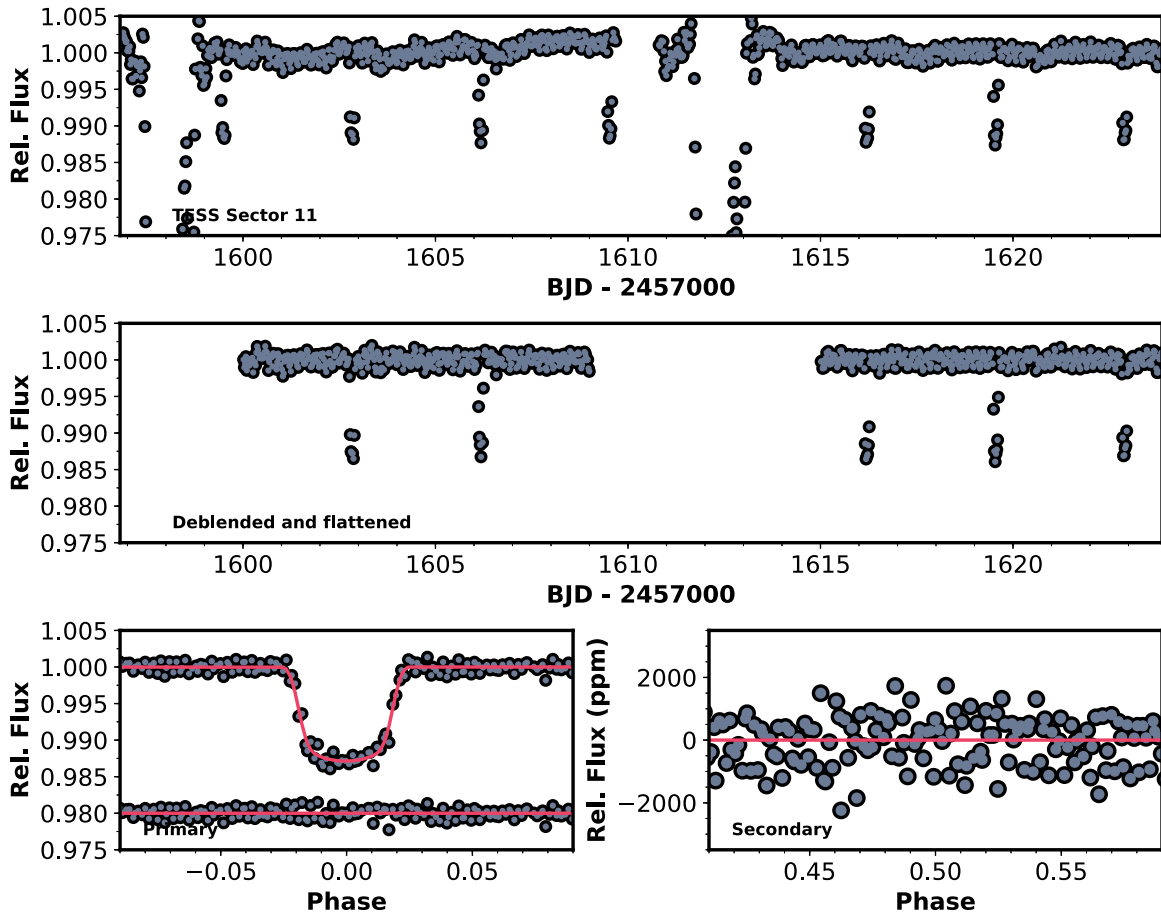 1.005
1.000
0.995
0.990
0.985
0.980
0.975
Rel. Flux
TESS Sector 11
1600 1605 1610 1615 1620
BJD - 2457000
1.005
1.000
0.995
0.990
0.985
0.980
0.975
Rel. Flux
Deblended and flattened
1600 1605 1610 1615 1620
BJD - 2457000
1.005
1.000
0.995
0.990
0.985
0.980
0.975
Rel. Flux
Primary
−0.05 0.00 0.05
Phase
2000
0
−2000
Rel. Flux (ppm)
Secondary
0.45 0.50 0.55
Phase